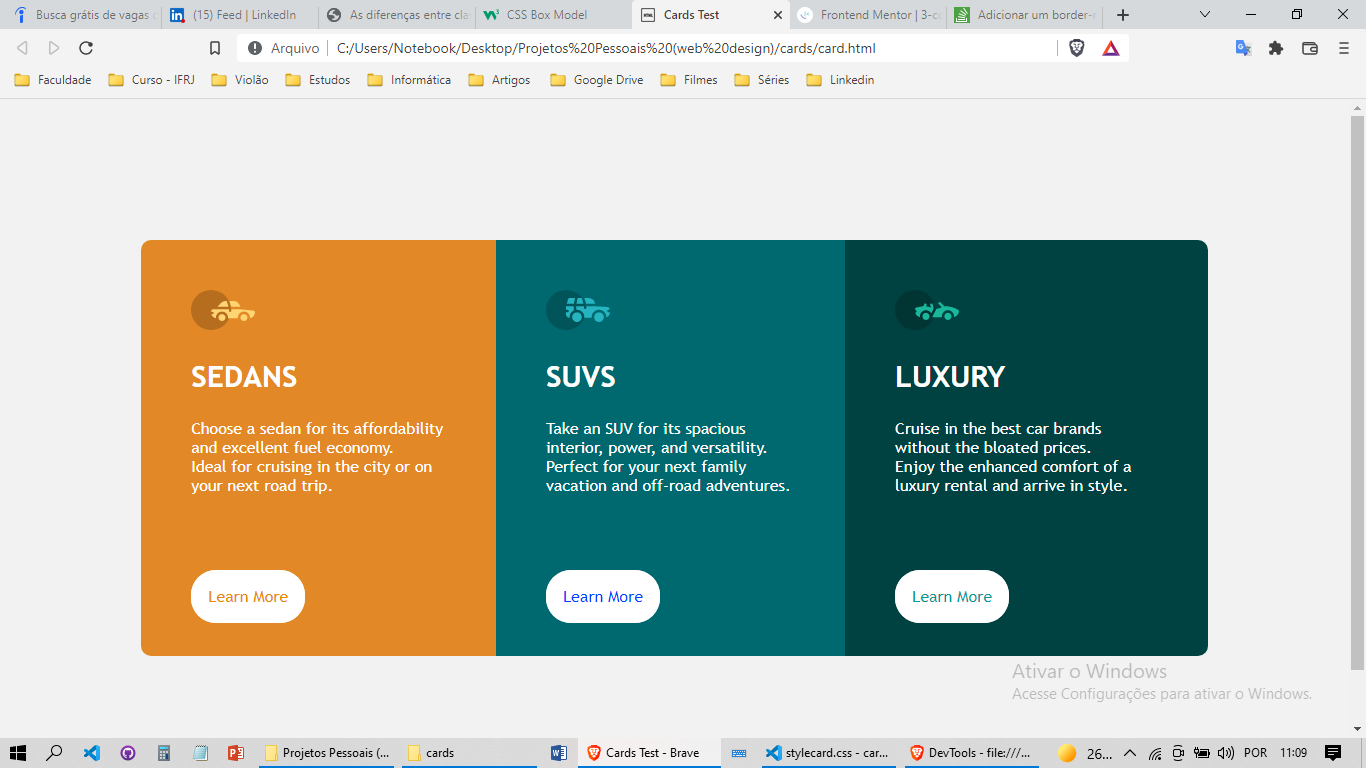 Busca grátis de vagas
(15) Feed | LinkedIn
As diferenças entre cla
CSS Box Model
Cards Test
Frontend Mentor | 3-c
Adicionar um border-r
Arquivo
C:/Users/Notebook/Desktop/Projetos%20Pessoais%20(web%20design)/cards/card.html
Faculdade
Curso - IFRJ
Violão
Estudos
Informática
Artigos
Google Drive
Filmes
Séries
Linkedin
SEDANS
Choose a sedan for its affordability
and excellent fuel economy.
Ideal for cruising in the city or on
your next road trip.
Learn More
SUVS
Take an SUV for its spacious
interior, power, and versatility.
Perfect for your next family
vacation and off-road adventures.
Learn More
LUXURY
Cruise in the best car brands
without the bloated prices.
Enjoy the enhanced comfort of a
luxury rental and arrive in style.
Learn More
Ativar o Windows
Acesse Configurações para ativar o Windows.
Projetos Pessoais (...
cards
Cards Test - Brave
stylecard.css - car...
DevTools - file:///...
26...
POR
11:09